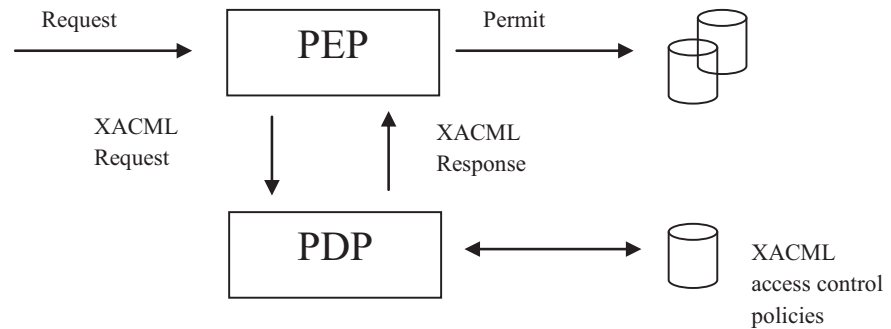 Request
PEP
Permit
XACML
Request
XACML
Response
PDP
XACML
access control
policies